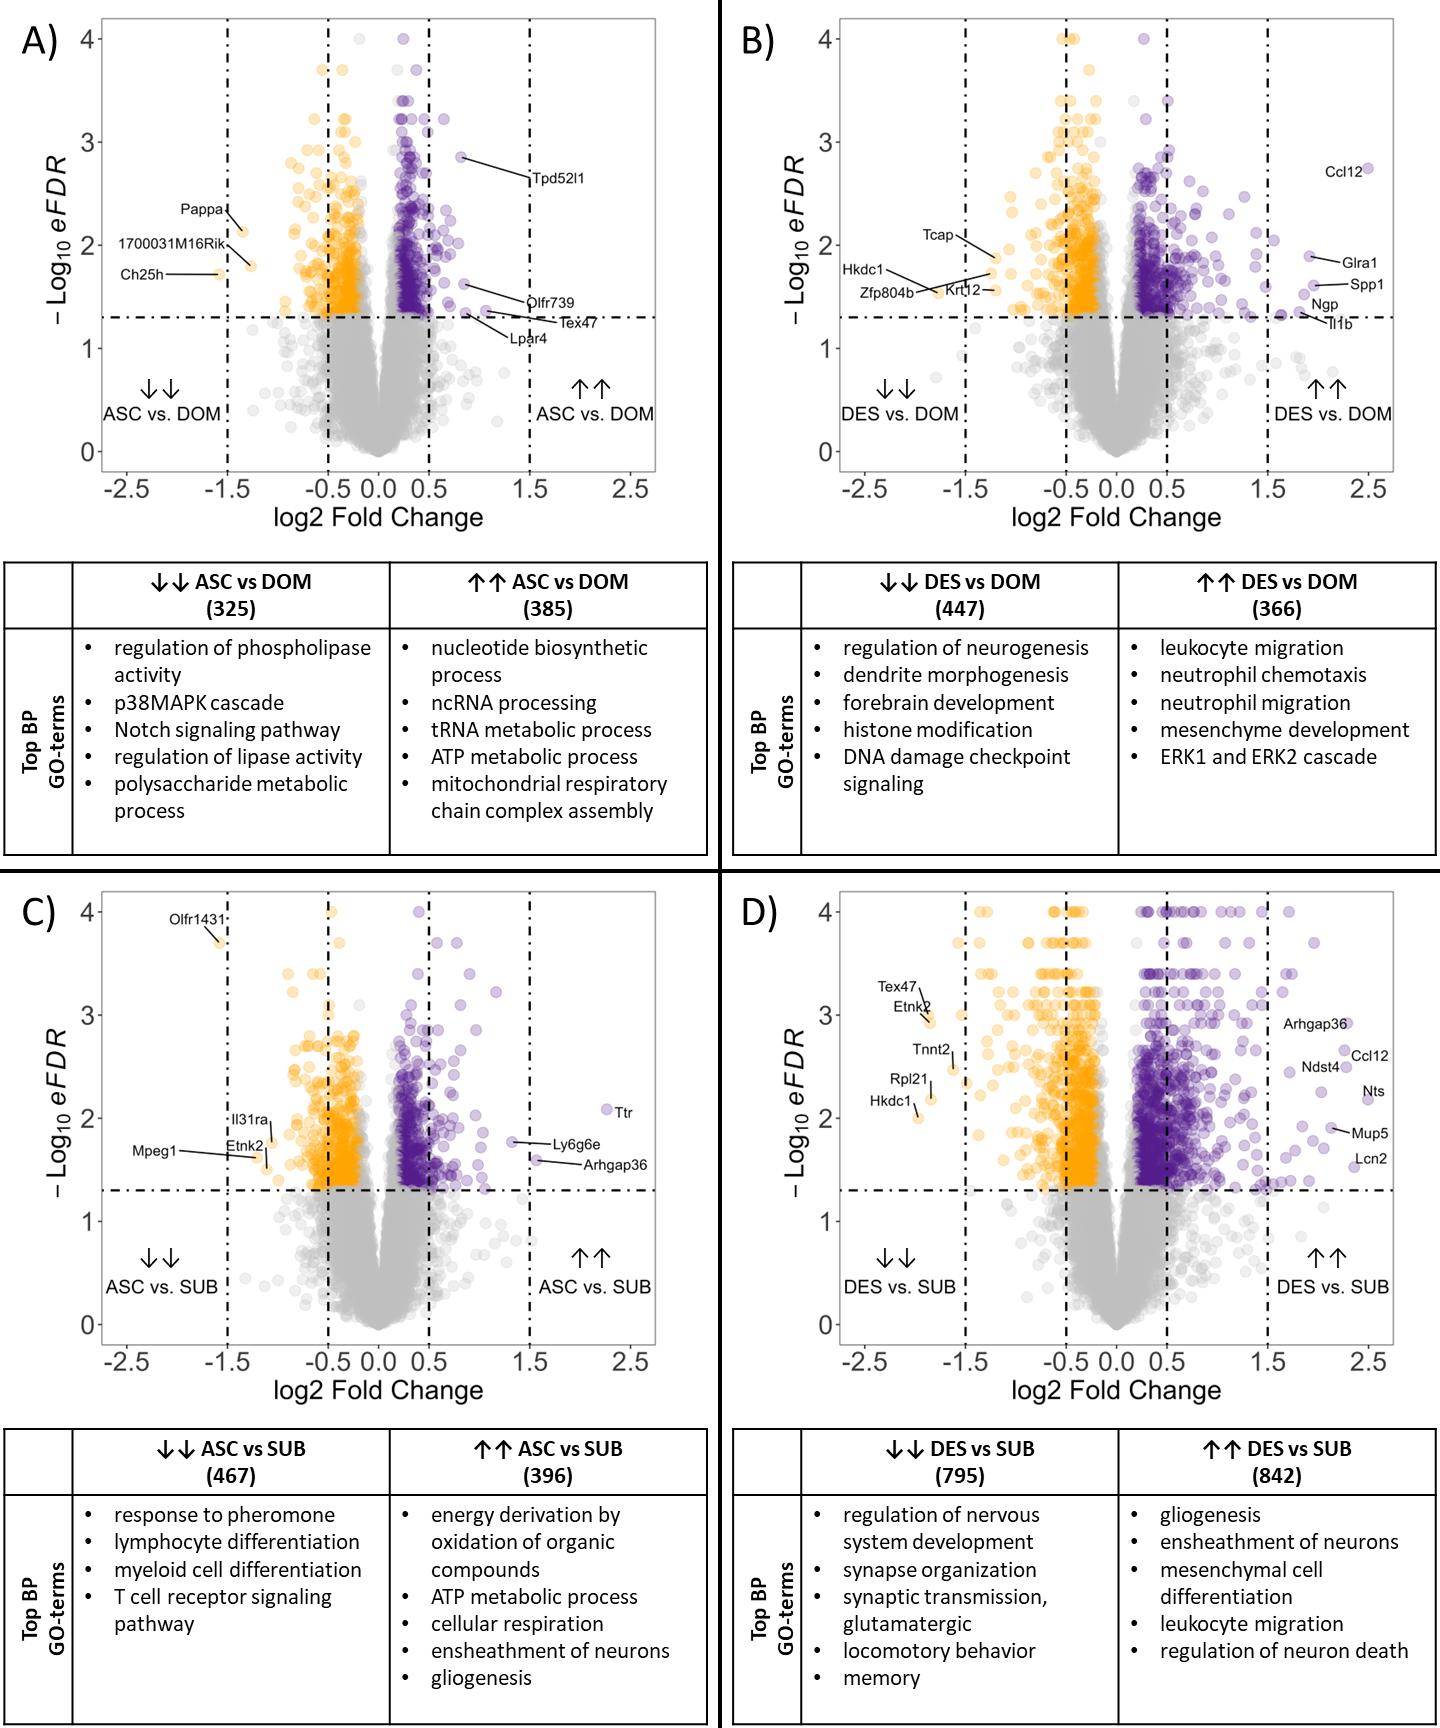 A)
− Log10 eFDR
4
3
2
1
0
Tpd52l1
Pappa
1700031M16Rik
Ch25h
Olfr739
Tex47
Lpar4
↓↓
ASC vs. DOM
↑↑
ASC vs. DOM
-2.5 -1.5 -0.5 0.0 0.5 1.5 2.5
log2 Fold Change
↓↓ ASC vs DOM
(325)
↑↑ ASC vs DOM
(385)
Top BP
GO-terms
• regulation of phospholipase
activity
• p38MAPK cascade
• Notch signaling pathway
• regulation of lipase activity
• polysaccharide metabolic
process
• nucleotide biosynthetic
process
• ncRNA processing
• tRNA metabolic process
• ATP metabolic process
• mitochondrial respiratory
chain complex assembly
B)
− Log10 eFDR
4
3
2
1
0
Ccl12
Tcap
Hkdc1
Zfp804b
Krt12
Glra1
Spp1
Ngp
Il1b
↓↓
DES vs. DOM
↑↑
DES vs. DOM
-2.5 -1.5 -0.5 0.0 0.5 1.5 2.5
log2 Fold Change
↓↓ DES vs DOM
(447)
↑↑ DES vs DOM
(366)
Top BP
GO-terms
• regulation of neurogenesis
• dendrite morphogenesis
• forebrain development
• histone modification
• DNA damage checkpoint
signaling
• leukocyte migration
• neutrophil chemotaxis
• neutrophil migration
• mesenchyme development
• ERK1 and ERK2 cascade
C)
− Log10 eFDR
4
3
2
1
0
Olfr1431
Il31ra
Etnk2
Mpeg1
Ttr
Ly6g6e
Arhgap36
↓↓
ASC vs. SUB
↑↑
ASC vs. SUB
-2.5 -1.5 -0.5 0.0 0.5 1.5 2.5
log2 Fold Change
↓↓ ASC vs SUB
(467)
↑↑ ASC vs SUB
(396)
Top BP
GO-terms
• response to pheromone
• lymphocyte differentiation
• myeloid cell differentiation
• T cell receptor signaling
pathway
• energy derivation by
oxidation of organic
compounds
• ATP metabolic process
• cellular respiration
• ensheathment of neurons
• gliogenesis
D)
− Log10 eFDR
4
3
2
1
0
Tex47
Etnk2
Tnnt2
Rpl21
Hkdc1
Arhgap36
Ccl12
Ndst4
Nts
Mup5
Lcn2
↓↓
DES vs. SUB
↑↑
DES vs. SUB
-2.5 -1.5 -0.5 0.0 0.5 1.5 2.5
log2 Fold Change
↓↓ DES vs SUB
(795)
↑↑ DES vs SUB
(842)
Top BP
GO-terms
• regulation of nervous
system development
• synapse organization
• synaptic transmission,
glutamatergic
• locomotory behavior
• memory
• gliogenesis
• ensheathment of neurons
• mesenchymal cell
differentiation
• leukocyte migration
• regulation of neuron death